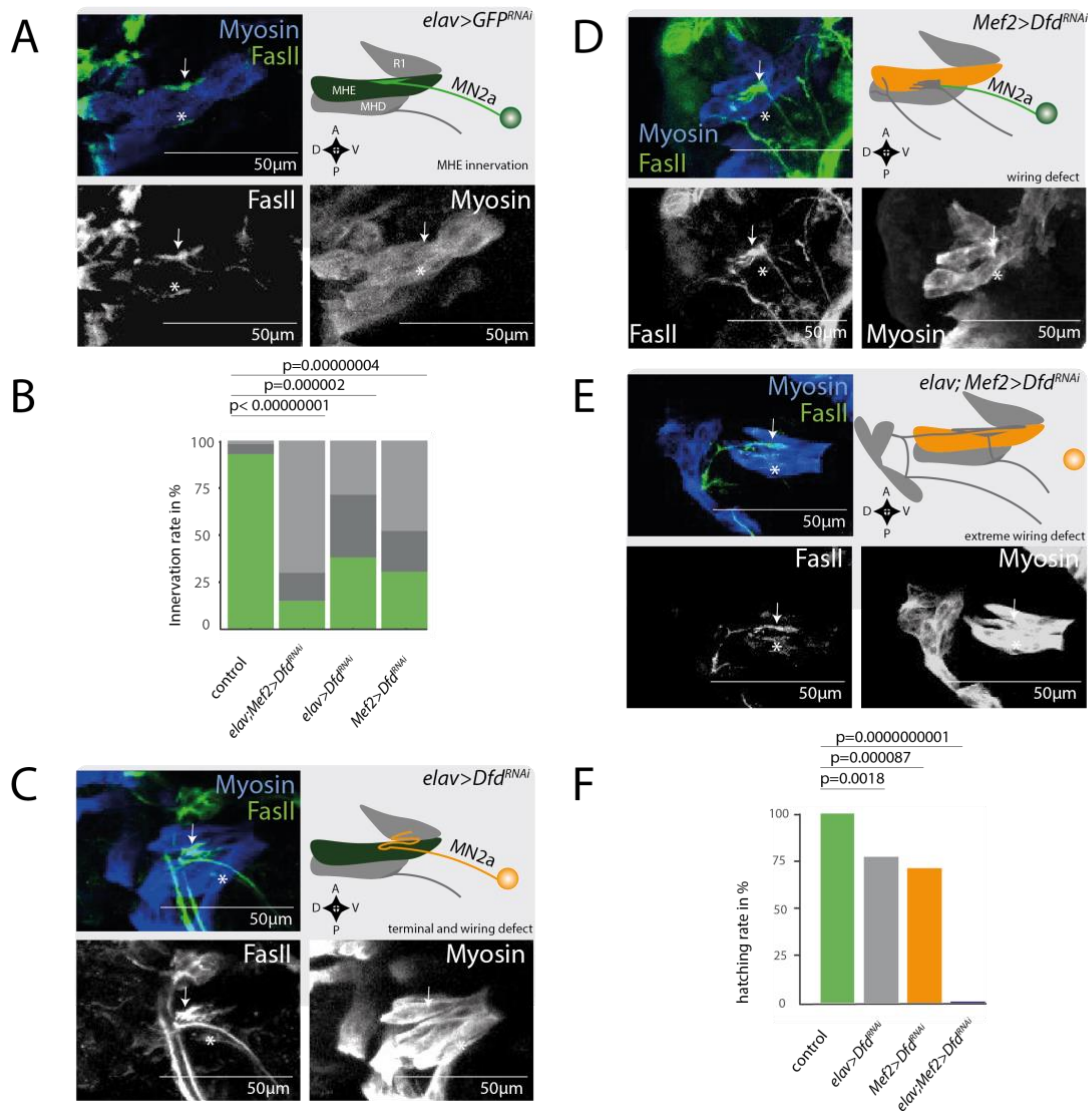 A
elav>GFP^RNAi
Myosin
FasII
*
50μm
R1
MHE
MHD
MN2a
A
D V
P
MHE innervation
FasII
*
50μm
Myosin
*
50μm
B
p=0.00000004
p=0.000002
p< 0.00000001
Innervation rate in %
100
75
50
25
0
control
elav;Mef2>Dfd^RNAi
elav>Dfd^RNAi
Mef2>Dfd^RNAi
C
elav>Dfd^RNAi
Myosin
FasII
*
50μm
MN2a
A
D V
P
terminal and wiring defect
FasII
*
50μm
Myosin
50μm
D
Mef2>Dfd^RNAi
Myosin
FasII
*
50μm
MN2a
A
D V
P
wiring defect
*
FasII
50μm
*
Myosin
50μm
E
elav; Mef2>Dfd^RNAi
Myosin
FasII
*
50μm
A
D V
P
extreme wiring defect
FasII
*
50μm
Myosin
*
50μm
F
p=0.0000000001
p=0.000087
p=0.0018
hatching rate in %
100
75
50
25
0
control
elav>Dfd^RNAi
Mef2>Dfd^RNAi
elav;Mef2>Dfd^RNAi